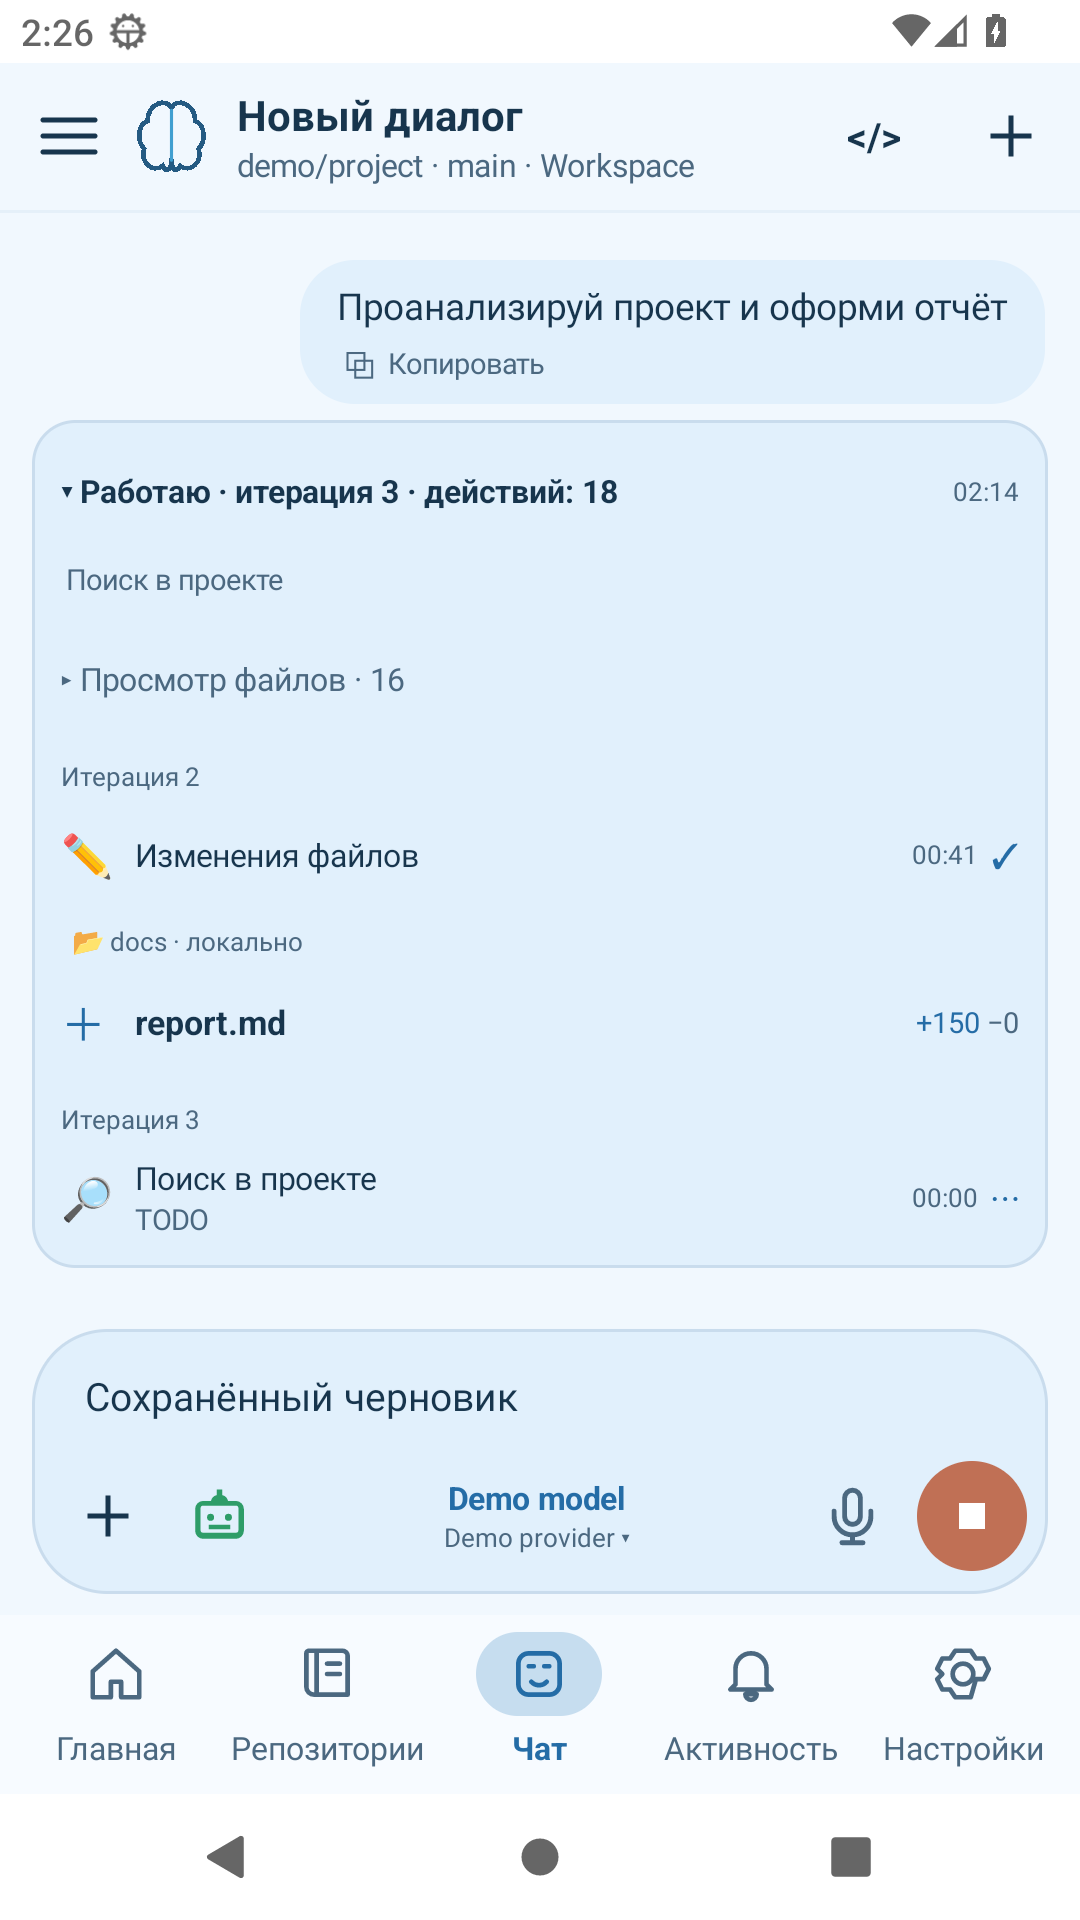 2:26
Новый диалог
demo/project · main · Workspace
</>
Проанализируй проект и оформи отчёт
Копировать
▾ Работаю · итерация 3 · действий: 18 02:14
Поиск в проекте
▸ Просмотр файлов · 16
Итерация 2
Изменения файлов 00:41 ✓
docs · локально
report.md +150 −0
Итерация 3
Поиск в проекте
TODO
00:00 ...
Сохранённый черновик
Demo model
Demo provider ▾
Главная Репозитории Чат Активность Настройки